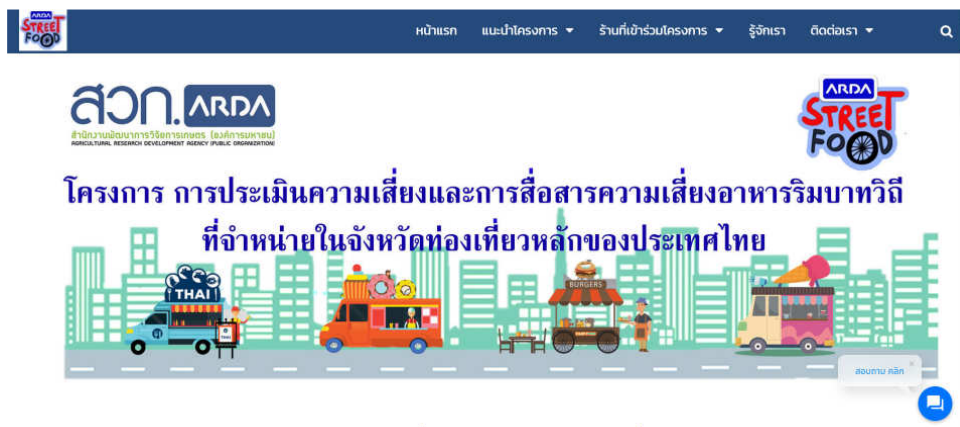 ARDA
STREET
FOOD
หน้าแรก แนะนำโครงการ ร้านที่เข้าร่วมโครงการ รู้จักเรา ติดต่อเรา
สวก. ARDA
สำนักงานพัฒนาการวิจัยการเกษตร (องค์การมหาชน)
AGRICULTURAL RESEARCH DEVELOPMENT AGENCY (PUBLIC ORGANIZATION)
ARDA
STREET
FOOD
โครงการ การประเมินความเสี่ยงและการสื่อสารความเสี่ยงอาหารริมบาทวิถี
ที่จำหน่ายในจังหวัดท่องเที่ยวหลักของประเทศไทย
THAI
BURGERS
สอบถาม คลิก